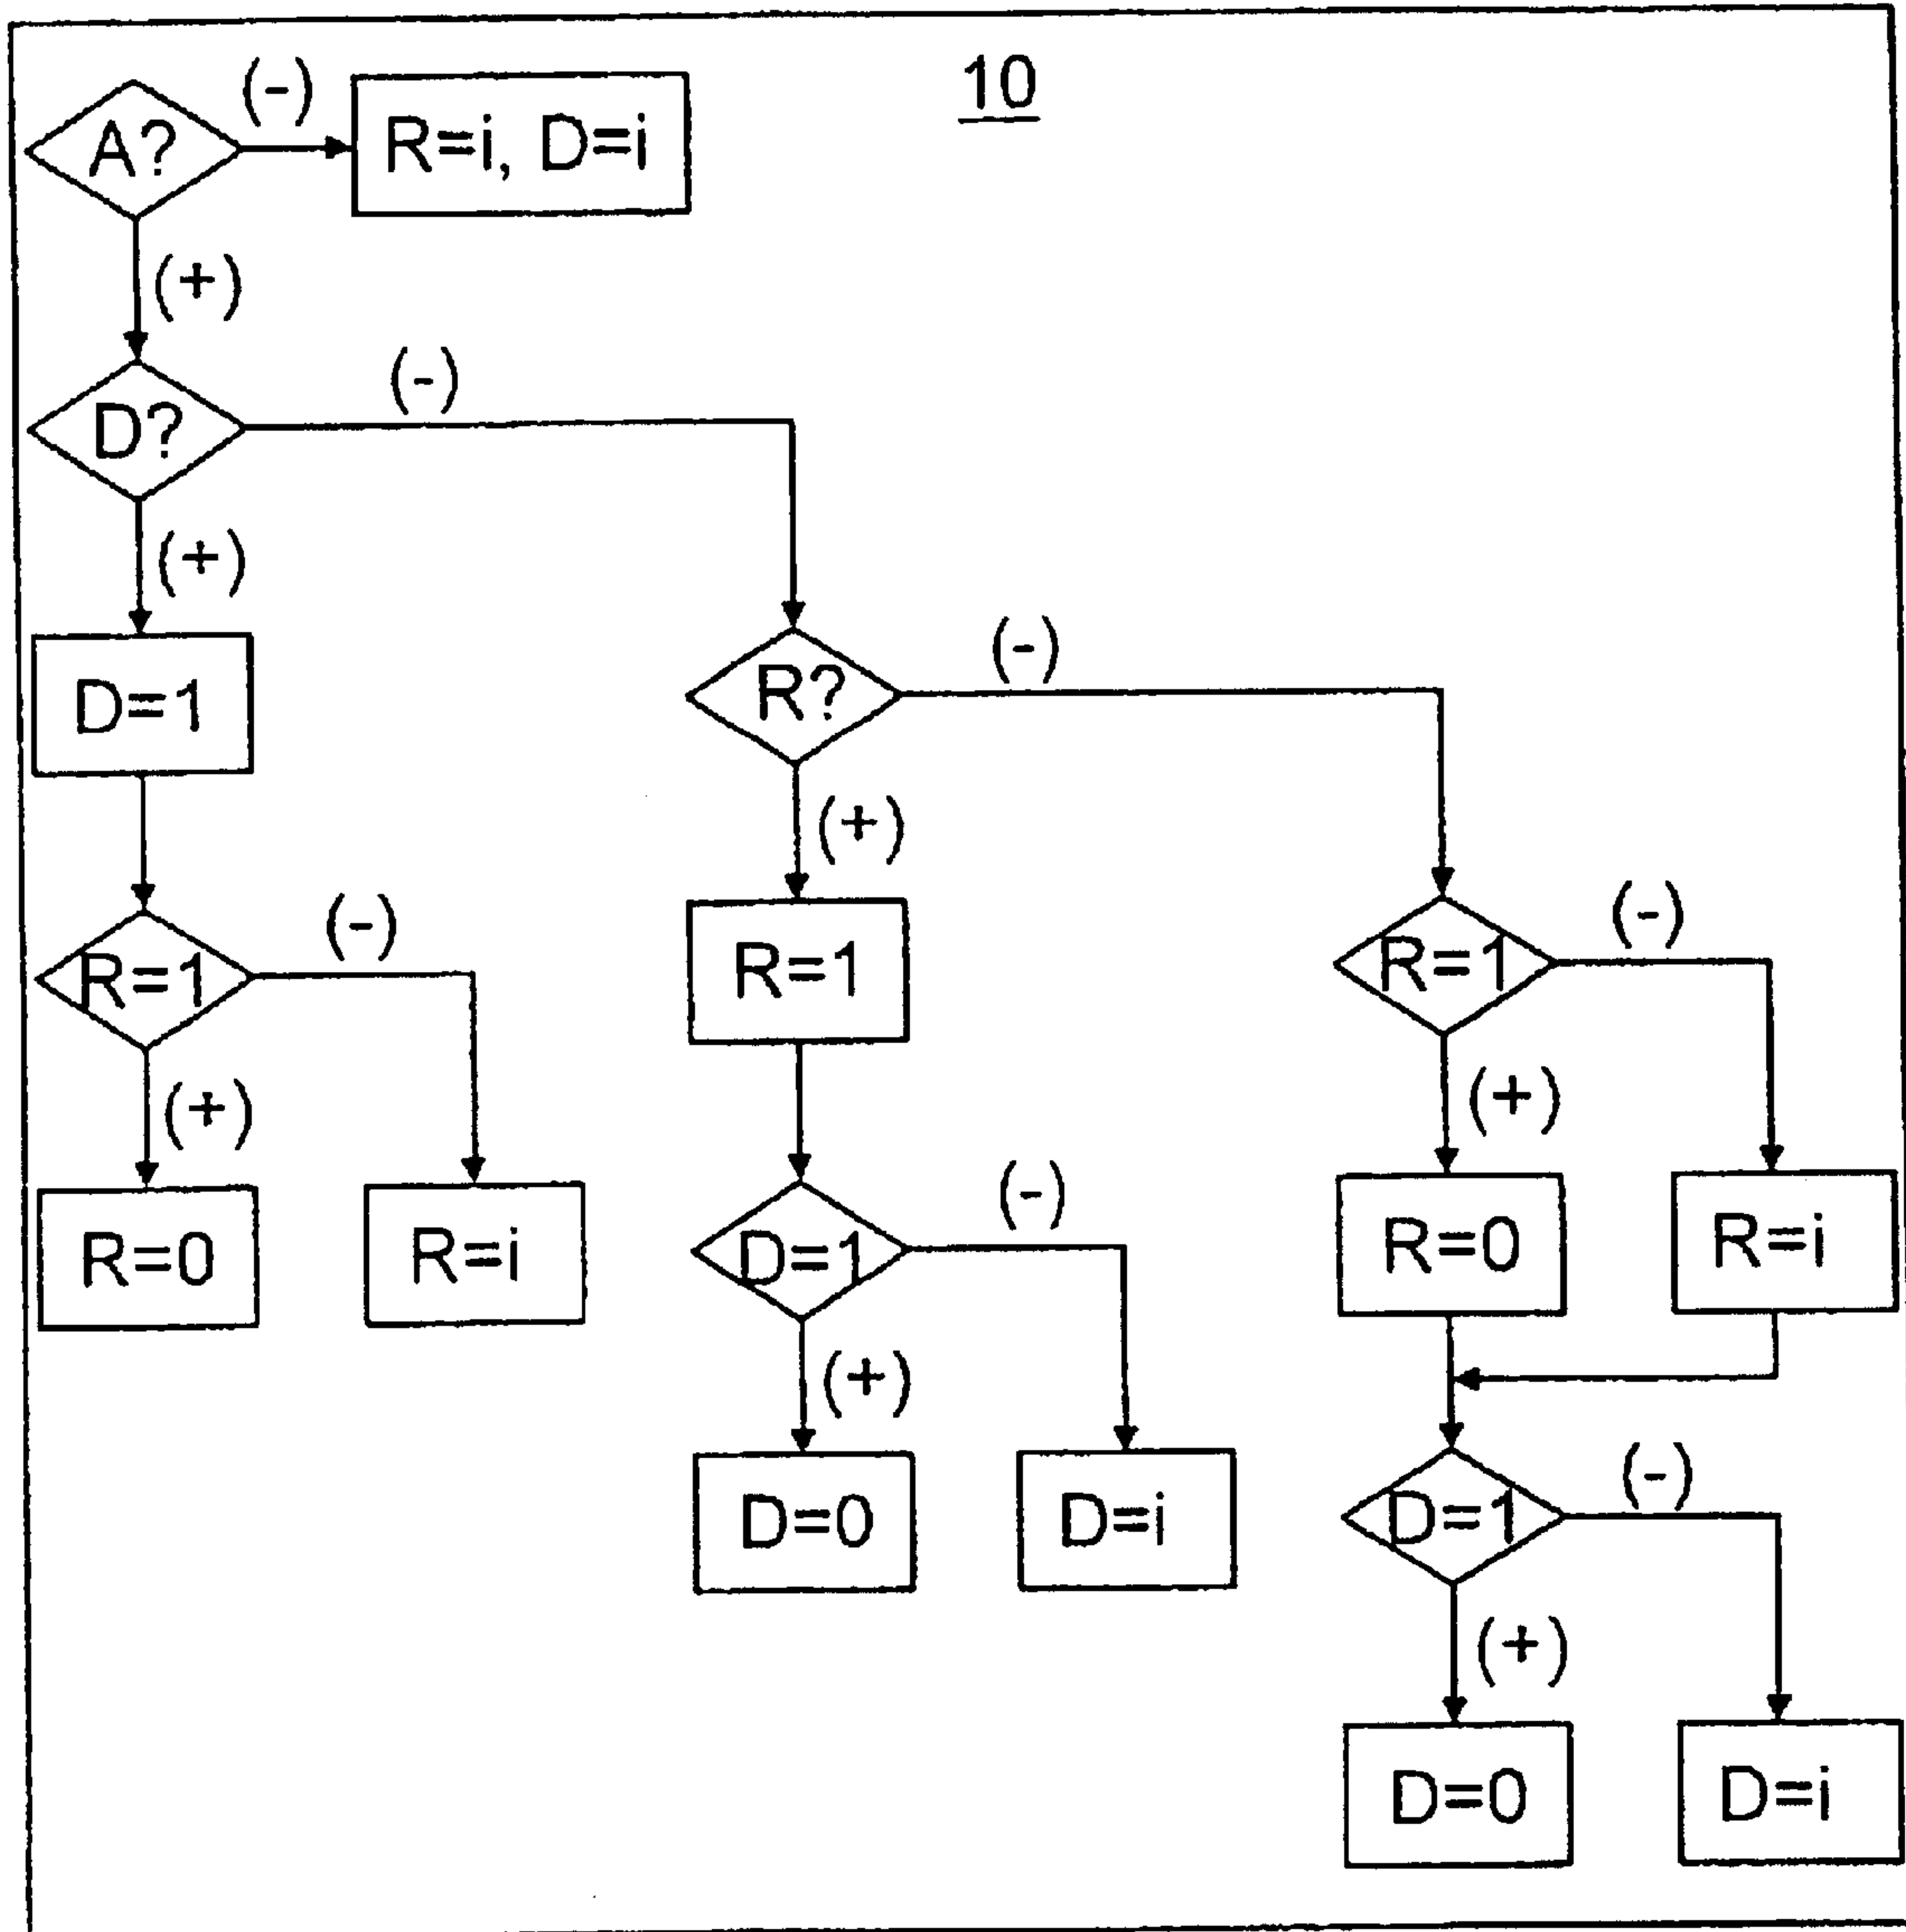 10
(-)
A?
R=i, D=i
(+)
(-)
D?
(+)
(-)
D=1
R?
(+)
(-)
(-)
R=1
R=1
R=1
(+)
(+)
(-)
R=0
R=i
D=1
R=0
R=i
(+)
(-)
D=0
D=i
D=1
(+)
D=0
D=i